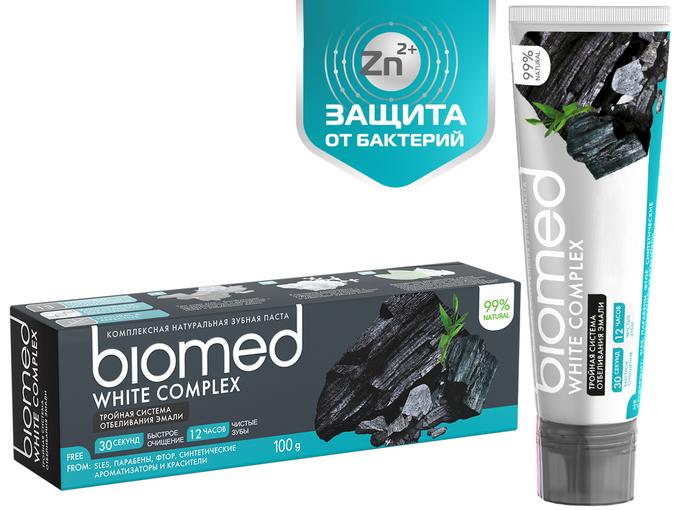 Zn2+
ЗАЩИТА
ОТ БАКТЕРИЙ
КОМПЛЕКСНАЯ НАТУРАЛЬНАЯ ЗУБНАЯ ПАСТА
biomed
WHITE COMPLEX
ТРОЙНАЯ СИСТЕМА
ОТБЕЛИВАНИЯ ЭМАЛИ
30 СЕКУНД БЫСТРОЕ ОЧИЩЕНИЕ 12 ЧАСОВ ЧИСТЫЕ ЗУБЫ
100 g
FREE FROM: SLES, ПАРАБЕНЫ, ФТОР, СИНТЕТИЧЕСКИЕ
АРОМАТИЗАТОРЫ И КРАСИТЕЛИ
99%
NATURAL
biomed
WHITE COMPLEX
ТРОЙНАЯ СИСТЕМА
ОТБЕЛИВАНИЯ ЭМАЛИ
99%
NATURAL
biomed
WHITE COMPLEX
ТРОЙНАЯ СИСТЕМА
ОТБЕЛИВАНИЯ ЭМАЛИ
30 СЕКУНД
12 ЧАСОВ